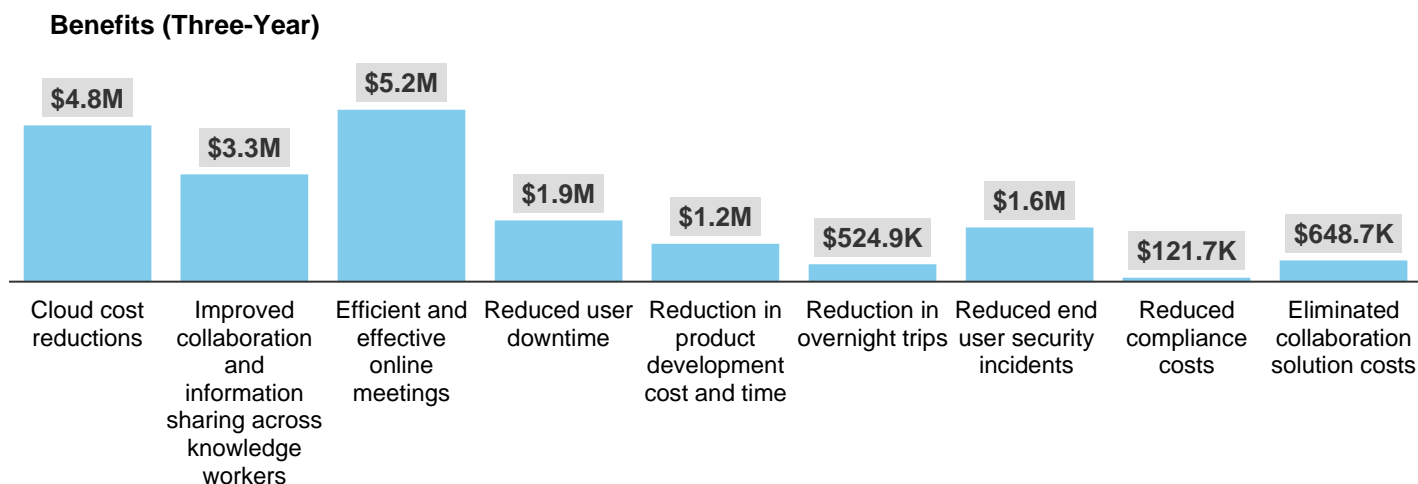 Benefits (Three-Year)
$4.8M
$3.3M
$5.2M
$1.9M
$1.2M
$524.9K
$1.6M
$121.7K
$648.7K
Cloud cost
reductions
Improved
collaboration
and
information
sharing across
knowledge
workers
Efficient and
effective
online
meetings
Reduced user
downtime
Reduction in
product
development
cost and time
Reduction in
overnight trips
Reduced end
user security
incidents
Reduced
compliance
costs
Eliminated
collaboration
solution costs